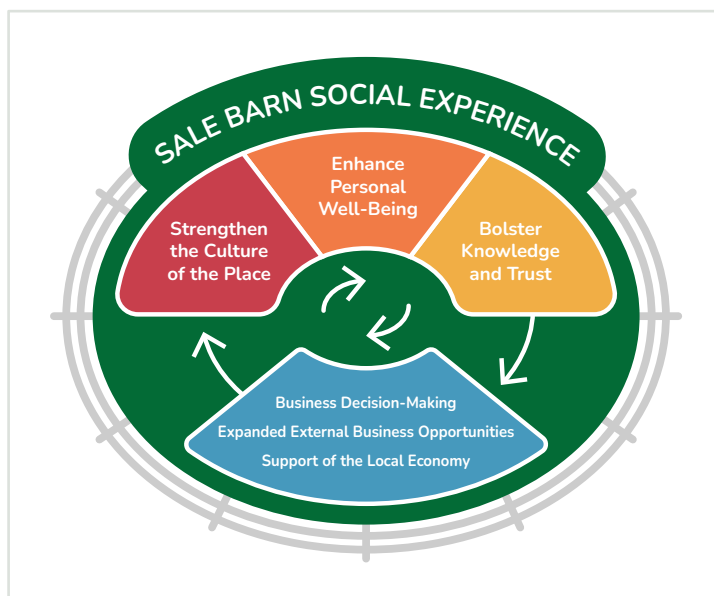 SALE BARN SOCIAL EXPERIENCE
Enhance
Personal
Well-Being
Strengthen
the Culture
of the Place
Bolster
Knowledge
and Trust
Business Decision-Making
Expanded External Business Opportunities
Support of the Local Economy